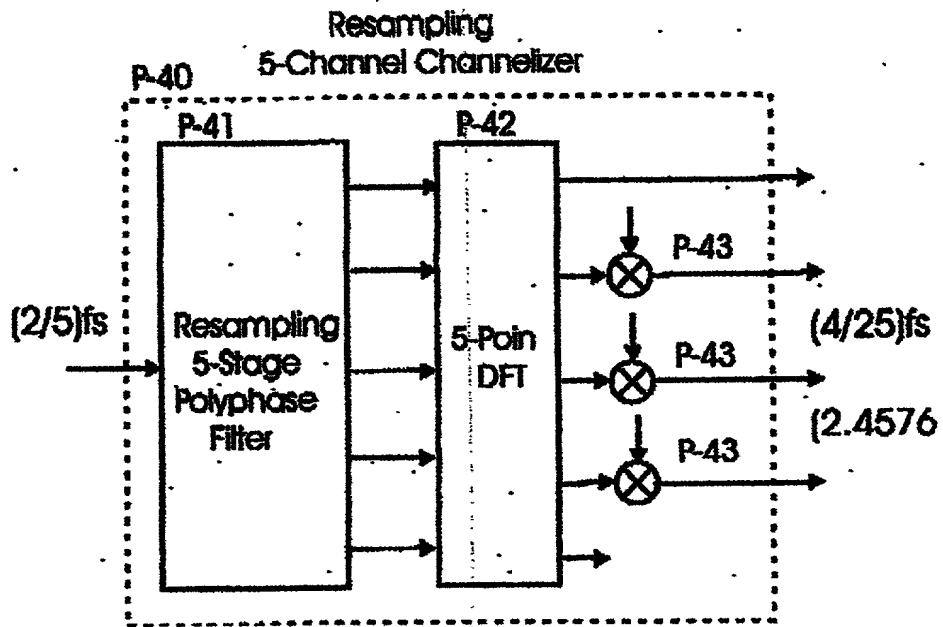 Resampling
5-Channel Channelizer
P-40
P-41
P-42
P-43
(2/5)fs
Resampling
5-Stage
Polyphase
Filter
5-Poin
DFT
(4/25)fs
P-43
(2.4576
P-43